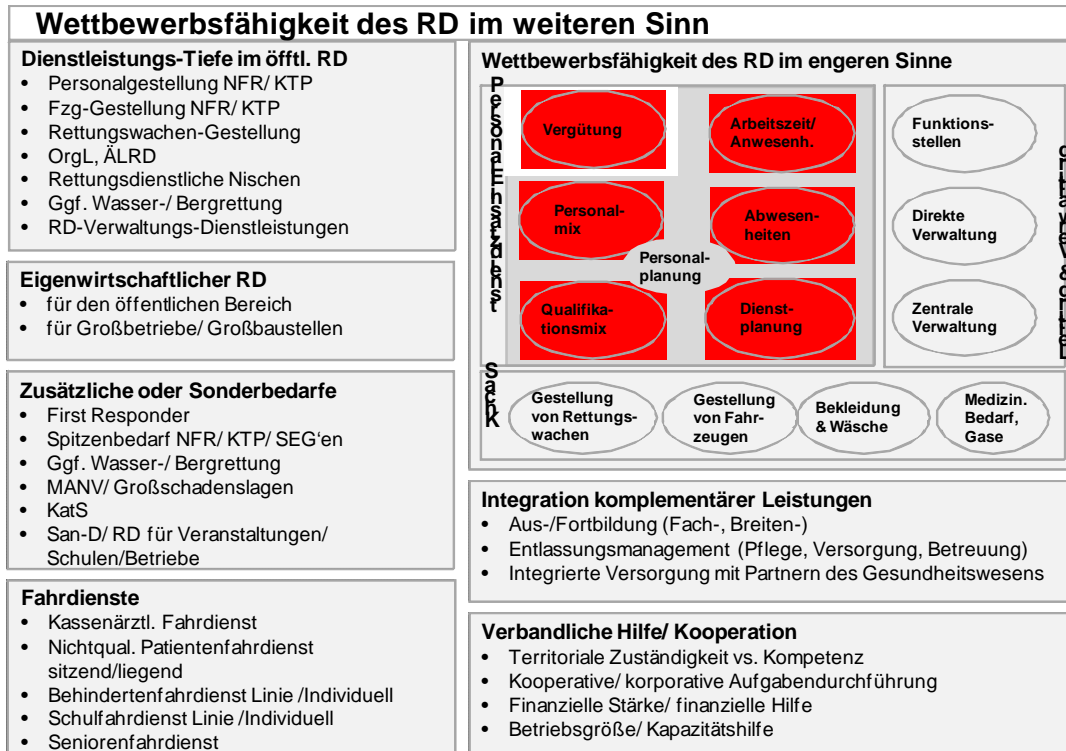 Wettbewerbsfähigkeit des RD im weiteren Sinn
Dienstleistungs-Tiefe im öfftl. RD
• Personalgestellung NFR/ KTP
• Fzg-Gestellung NFR/ KTP
• Rettungswachen-Gestellung
• OrgL, ÄLRD
• Rettungsdienstliche Nischen
• Ggf. Wasser-/ Bergrettung
• RD-Verwaltungs-Dienstleistungen
Eigenwirtschaftlicher RD
• für den öffentlichen Bereich
• für Großbetriebe/ Großbaustellen
Zusätzliche oder Sonderbedarfe
• First Responder
• Spitzenbedarf NFR/ KTP/ SEG‘en
• Ggf. Wasser-/ Bergrettung
• MANV/ Großschadenslagen
• KatS
• San-D/ RD für Veranstaltungen/
Schulen/Betriebe
Fahrdienste
• Kassenärztl. Fahrdienst
• Nichtqual. Patientenfahrdienst
sitzend/liegend
• Behindertenfahrdienst Linie /Individuell
• Schulfahrdienst Linie /Individuell
• Seniorenfahrdienst
Wettbewerbsfähigkeit des RD im engeren Sinne
Vergütung
Arbeitszeit/
Anwesenh.
Personal-
mix
Abwesen-
heiten
Personal-
planung
Qualifika-
tionsmix
Dienst-
planung
Funktions-
stellen
Direkte
Verwaltung
Zentrale
Verwaltung
Gestellung
von Rettungs-
wachen
Gestellung
von Fahr-
zeugen
Bekleidung
& Wäsche
Medizin.
Bedarf,
Gase
Integration komplementärer Leistungen
• Aus-/Fortbildung (Fach-, Breiten-)
• Entlassungsmanagement (Pflege, Versorgung, Betreuung)
• Integrierte Versorgung mit Partnern des Gesundheitswesens
Verbandliche Hilfe/ Kooperation
• Territoriale Zuständigkeit vs. Kompetenz
• Kooperative/ korporative Aufgabendurchführung
• Finanzielle Stärke/ finanzielle Hilfe
• Betriebsgröße/ Kapazitätshilfe